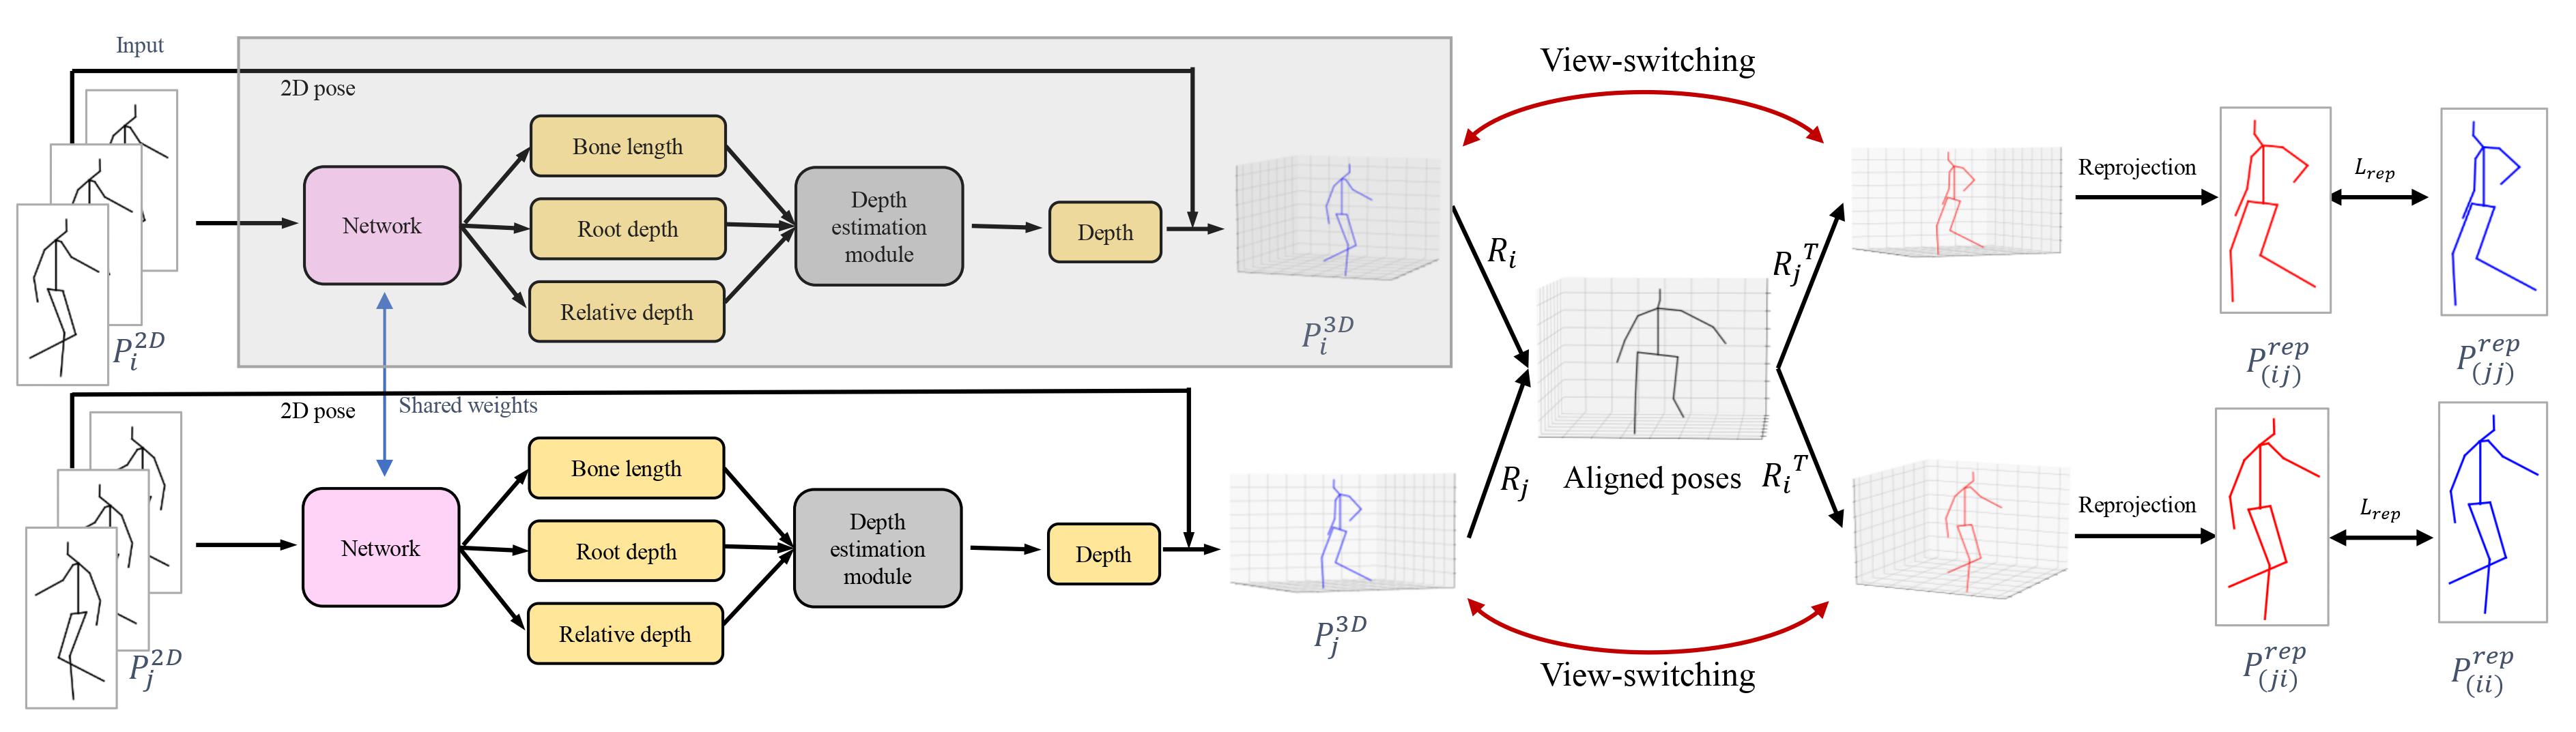 Input
2D pose
Network
Bone length
Root depth
Relative depth
Depth
estimation
module
Depth
P_i^{2D}
P_i^{3D}
Shared weights
2D pose
Network
Bone length
Root depth
Relative depth
Depth
estimation
module
Depth
P_j^{2D}
P_j^{3D}
View-switching
R_i
R_j
Aligned poses
R_j^T
R_i^T
View-switching
Reprojection
L_{rep}
P_{(ij)}^{rep}
P_{(jj)}^{rep}
Reprojection
L_{rep}
P_{(ji)}^{rep}
P_{(ii)}^{rep}